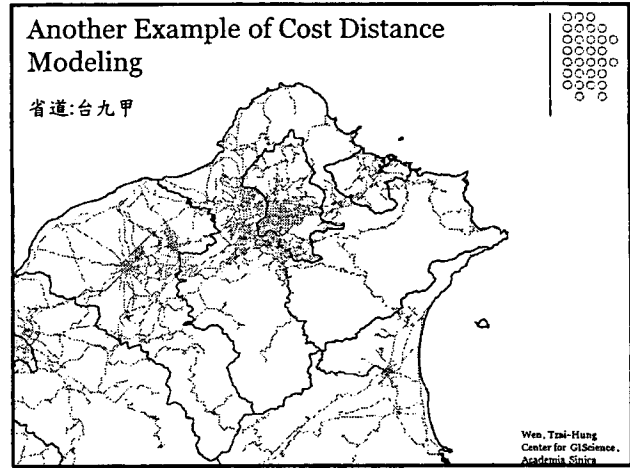 Another Example of Cost Distance
Modeling
省道:台九甲
Wen, Tzai-Hung
Center for GIScience,
Academia Sinica